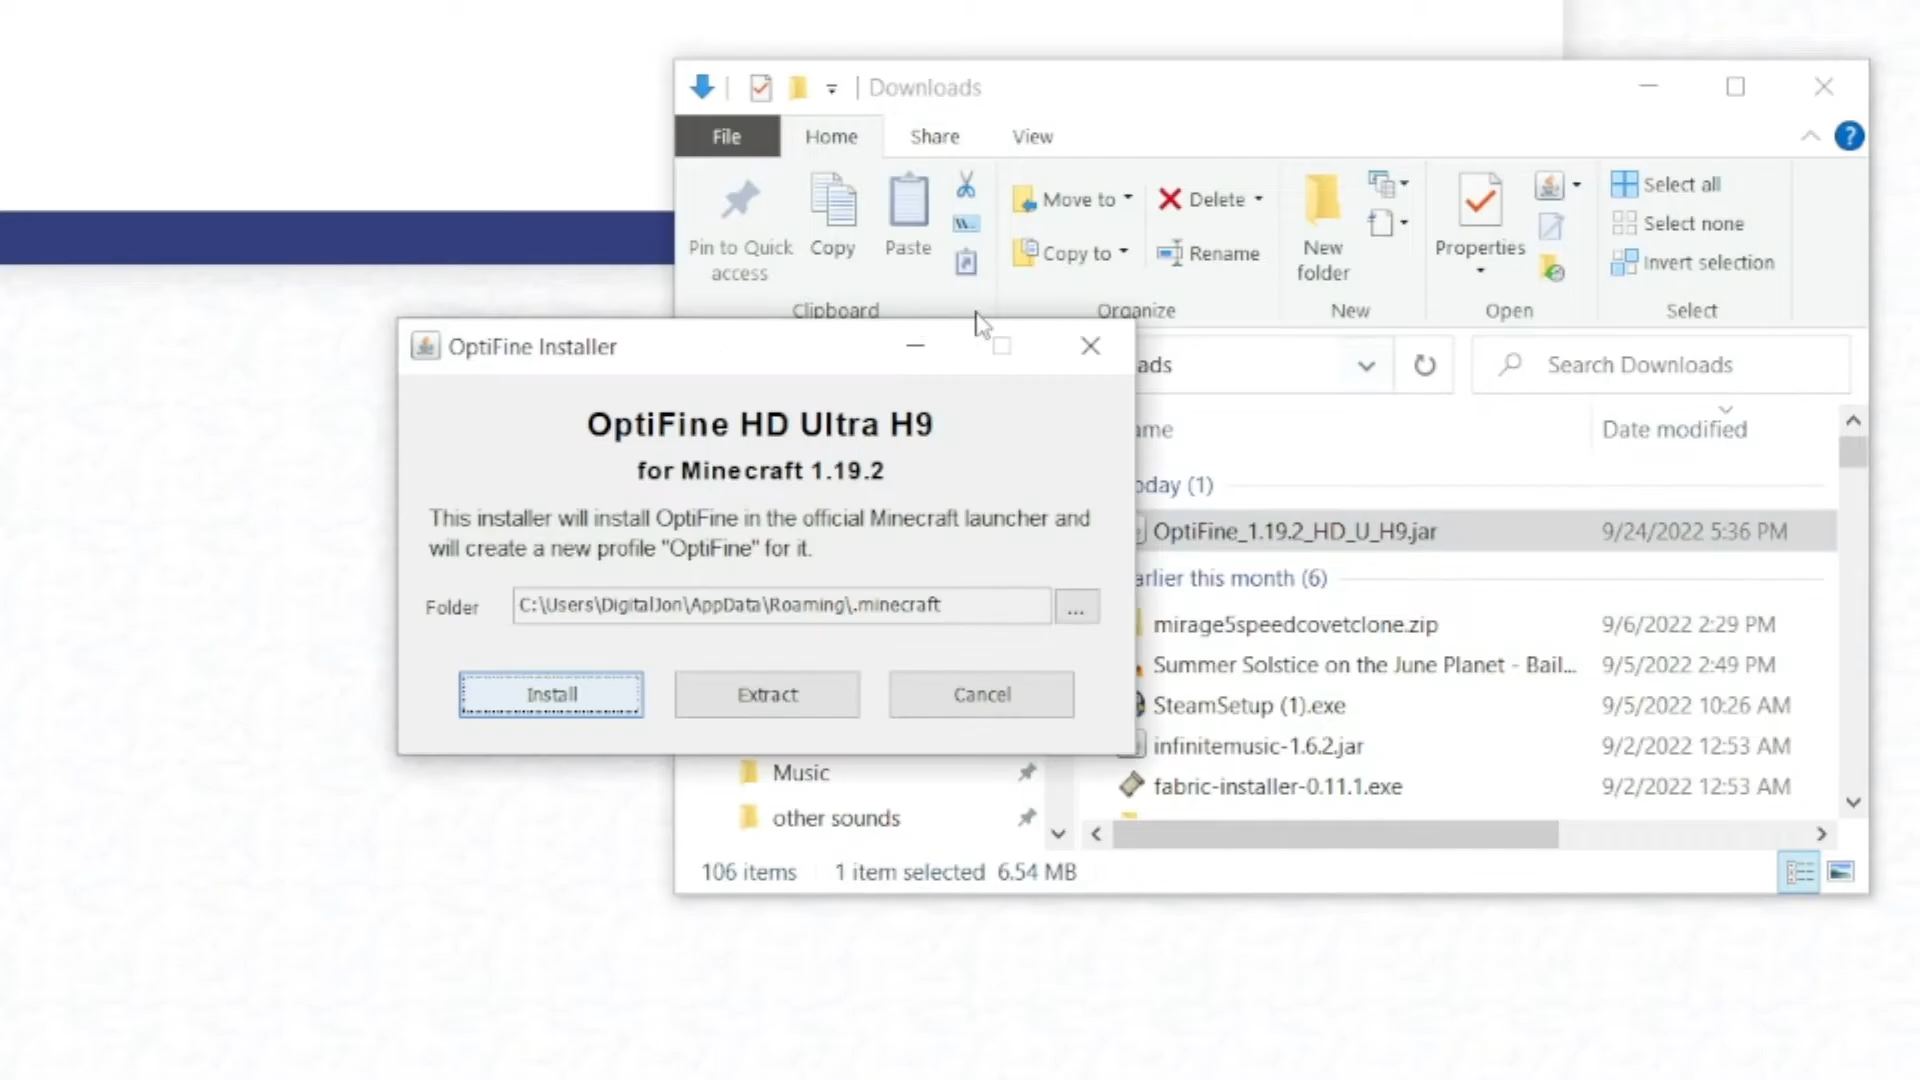 Downloads
File
Home
Share
View
?
Pin to Quick
access
Copy
Paste
Move to
Copy to
Delete
Rename
New
folder
Properties
Select all
Select none
Invert selection
Clipboard
Organize
New
Open
Select
ads
Search Downloads
ame
Date modified
oday (1)
OptiFine_1.19.2_HD_U_H9.jar 9/24/2022 5:36 PM
arlier this month (6)
mirage5speedcovetclone.zip 9/6/2022 2:29 PM
Summer Solstice on the June Planet - Bail... 9/5/2022 2:49 PM
SteamSetup (1).exe 9/5/2022 10:26 AM
infinitemusic-1.6.2.jar 9/2/2022 12:53 AM
fabric-installer-0.11.1.exe 9/2/2022 12:53 AM
Music
other sounds
106 items 1 item selected 6.54 MB
OptiFine Installer
OptiFine HD Ultra H9
for Minecraft 1.19.2
This installer will install OptiFine in the official Minecraft launcher and
will create a new profile "OptiFine" for it.
Folder C:\Users\DigitalJon\AppData\Roaming\.minecraft ...
Install Extract Cancel